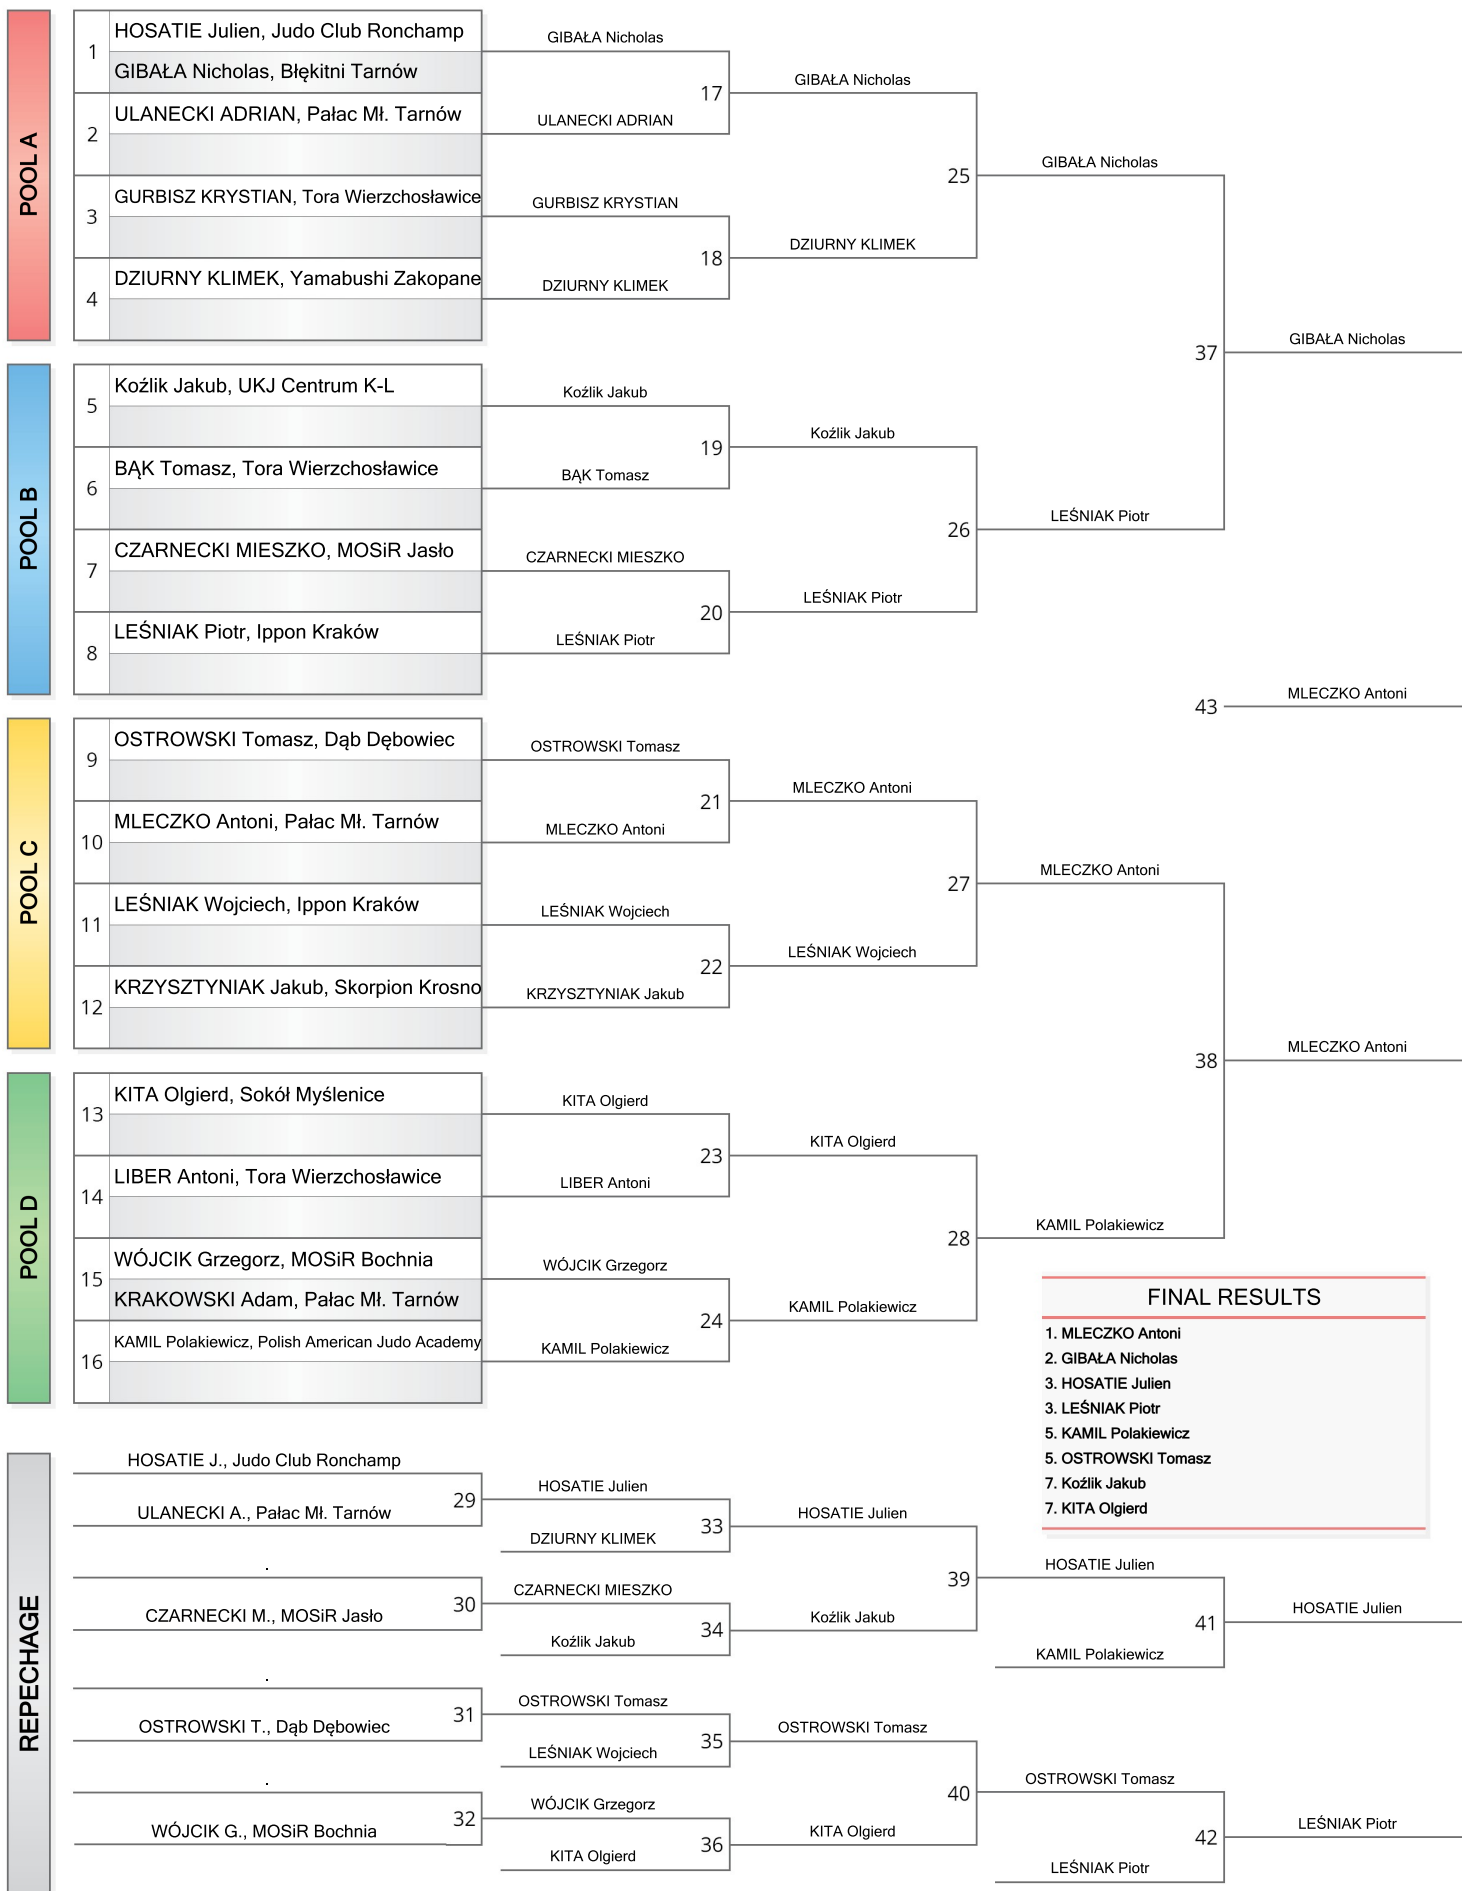 POOL A
1
HOSATIE Julien, Judo Club Ronchamp
GIBAŁA Nicholas, Błękitni Tarnów
2
ULANECKI ADRIAN, Pałac Mł. Tarnów
3
GURBISZ KRYSTIAN, Tora Wierzchosławice
4
DZIURNY KLIMEK, Yamabushi Zakopane
GIBAŁA Nicholas
17
ULANECKI ADRIAN
GURBISZ KRYSTIAN
18
DZIURNY KLIMEK
GIBAŁA Nicholas
25
DZIURNY KLIMEK
GIBAŁA Nicholas
POOL B
5
Koźlik Jakub, UKJ Centrum K-L
6
BĄK Tomasz, Tora Wierzchosławice
7
CZARNECKI MIESZKO, MOSiR Jasło
8
LEŚNIAK Piotr, Ippon Kraków
Koźlik Jakub
19
BĄK Tomasz
CZARNECKI MIESZKO
20
LEŚNIAK Piotr
Koźlik Jakub
26
LEŚNIAK Piotr
LEŚNIAK Piotr
37
GIBAŁA Nicholas
43
MLECZKO Antoni
POOL C
9
OSTROWSKI Tomasz, Dąb Dębowiec
10
MLECZKO Antoni, Pałac Mł. Tarnów
11
LEŚNIAK Wojciech, Ippon Kraków
12
KRZYSZTYNIAK Jakub, Skorpion Krosno
OSTROWSKI Tomasz
21
MLECZKO Antoni
LEŚNIAK Wojciech
22
KRZYSZTYNIAK Jakub
MLECZKO Antoni
27
LEŚNIAK Wojciech
MLECZKO Antoni
POOL D
13
KITA Olgierd, Sokół Myślenice
14
LIBER Antoni, Tora Wierzchosławice
15
WÓJCIK Grzegorz, MOSiR Bochnia
KRAKOWSKI Adam, Pałac Mł. Tarnów
16
KAMIL Polakiewicz, Polish American Judo Academy
KITA Olgierd
23
LIBER Antoni
WÓJCIK Grzegorz
24
KAMIL Polakiewicz
KITA Olgierd
28
KAMIL Polakiewicz
KAMIL Polakiewicz
38
MLECZKO Antoni
FINAL RESULTS
1. MLECZKO Antoni
2. GIBAŁA Nicholas
3. HOSATIE Julien
3. LEŚNIAK Piotr
5. KAMIL Polakiewicz
5. OSTROWSKI Tomasz
7. Koźlik Jakub
7. KITA Olgierd
REPECHAGE
HOSATIE J., Judo Club Ronchamp
29
ULANECKI A., Pałac Mł. Tarnów
.
30
CZARNECKI M., MOSiR Jasło
.
31
OSTROWSKI T., Dąb Dębowiec
.
32
WÓJCIK G., MOSiR Bochnia
HOSATIE Julien
33
DZIURNY KLIMEK
CZARNECKI MIESZKO
34
Koźlik Jakub
OSTROWSKI Tomasz
35
LEŚNIAK Wojciech
WÓJCIK Grzegorz
36
KITA Olgierd
HOSATIE Julien
39
Koźlik Jakub
OSTROWSKI Tomasz
40
KITA Olgierd
HOSATIE Julien
41
KAMIL Polakiewicz
OSTROWSKI Tomasz
42
LEŚNIAK Piotr
HOSATIE Julien
LEŚNIAK Piotr